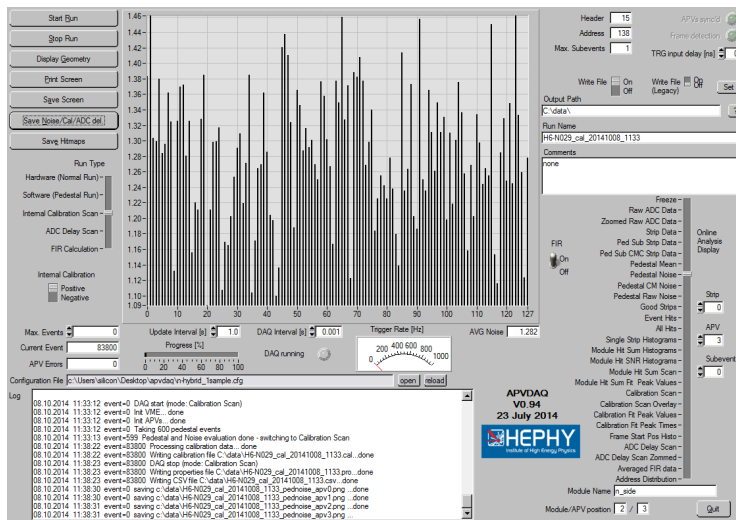 Start Run
Stop Run
Display Geometry
Print Screen
Save Screen
Save Noise/Cal/ADC del.
Save Hitmaps
Run Type
Hardware (Normal Run)
Software (Pedestal Run)
Internal Calibration Scan
ADC Delay Scan
FIR Calculation
Internal Calibration
Positive
Negative
1.46
1.44
1.42
1.40
1.38
1.36
1.34
1.32
1.30
1.28
1.26
1.24
1.22
1.20
1.18
1.16
1.14
1.12
1.10
1.09
0 10 20 30 40 50 60 70 80 90 100 110 120 127
Header 15
Address 138
Max. Subevents 1
APVs sync'd
Frame detection
TRG input delay [ns] 0
Write File On Off
Write File (Legacy) On Off
Set
Output Path
C:\data\
Run Name
H6-N029_cal_20141008_1133
Comments
none
FIR
On
Off
Freeze
Raw ADC Data
Zoomed Raw ADC Data
Strip Data
Ped Sub Strip Data
Ped Sub CMC Strip Data
Pedestal Mean
Pedestal Noise
Pedestal CM Noise
Pedestal Raw Noise
Good Strips
Event Hits
All Hits
Single Strip Histograms
Module Hit Sum Histograms
Module Hit SNR Histograms
Module Hit Sum Scan
Module Hit Sum Fit Peak Values
Calibration Scan
Calibration Scan Overlay
Calibration Fit Peak Values
Calibration Fit Peak Times
Frame Start Pos Histo
ADC Delay Scan
ADC Delay Scan Zommed
Averaged FIR data
Address Distribution
Online
Analysis
Display
Strip
0
APV
3
Subevent
0
Max. Events 0
Current Event 83800
APV Errors 0
Update Interval [s] 1.0
DAQ Interval [s] 0.001
Progress [%]
0 20 40 60 80 100
DAQ running
Trigger Rate [Hz]
0 200 400 600 800 1000
AVG Noise 1.282
Configuration File c:\Users\silicon\Desktop\apvdaq\n-hybrid_1sample.cfg
open reload
Log
08.10.2014 11:33:12 event=0 DAQ start (mode: Calibration Scan)
08.10.2014 11:33:12 event=0 Init VME... done
08.10.2014 11:33:12 event=0 Init APVs... done
08.10.2014 11:33:12 event=0 Taking 600 pedestal events
08.10.2014 11:33:13 event=599 Pedestal and Noise evaluation done - switching to Calibration Scan
08.10.2014 11:38:22 event=83800 Processing calibration data... done
08.10.2014 11:38:22 event=83800 Writing calibration file C:\data\H6-N029_cal_20141008_1133.cal...done
08.10.2014 11:38:23 event=83800 DAQ stop (mode: Calibration Scan)
08.10.2014 11:38:23 event=83800 Writing properties file C:\data\H6-N029_cal_20141008_1133.pro...done
08.10.2014 11:38:23 event=83800 Writing CSV file C:\data\H6-N029_cal_20141008_1133.csv...done
08.10.2014 11:38:30 event=0 saving c:\data\H6-N029_cal_20141008_1133_pednoise_apv0.png ...done
08.10.2014 11:38:30 event=0 saving c:\data\H6-N029_cal_20141008_1133_pednoise_apv1.png ...done
08.10.2014 11:38:31 event=0 saving c:\data\H6-N029_cal_20141008_1133_pednoise_apv2.png ...done
08.10.2014 11:38:31 event=0 saving c:\data\H6-N029_cal_20141008_1133_pednoise_apv3.png ...
APVDAQ
V0.94
23 July 2014
HEPHY
Institute of High Energy Physics
Module Name n_side
Module/APV position 2 / 3
Quit